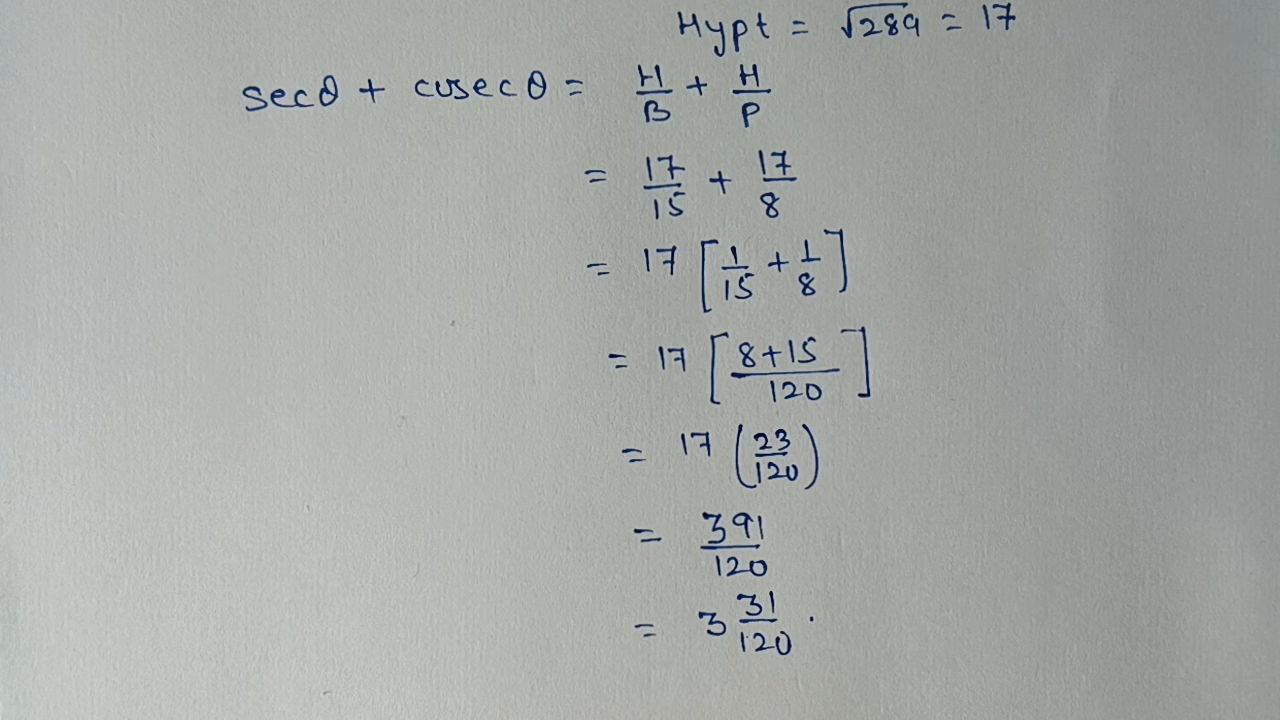 Hypt = √289 = 17
secθ + cosecθ = H/B + H/P
= 17/15 + 17/8
= 17 [1/15 + 1/8]
= 17 [8+15/120]
= 17 (23/120)
= 391/120
= 3 31/120.